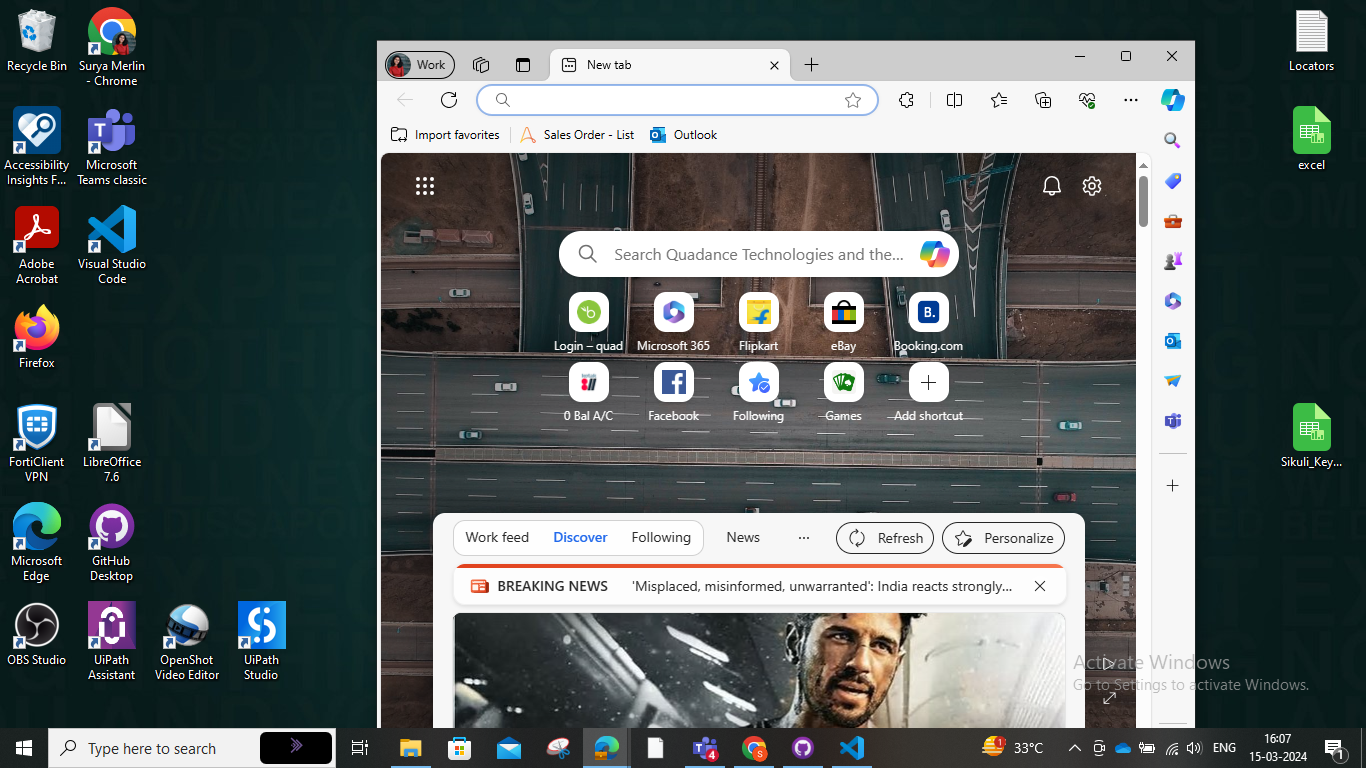 Recycle Bin
Surya Merlin
- Chrome
Accessibility
Insights F...
Microsoft
Teams classic
Adobe
Acrobat
Visual Studio
Code
Firefox
FortiClient
VPN
LibreOffice
7.6
Microsoft
Edge
GitHub
Desktop
OBS Studio
UiPath
Assistant
OpenShot
Video Editor
UiPath
Studio
Work
New tab
Import favorites
Sales Order - List
Outlook
Search Quadance Technologies and the...
Login – quad
Microsoft 365
Flipkart
eBay
B.
Booking.com
0 Bal A/C
Facebook
Following
Games
Add shortcut
Work feed
Discover
Following
News
...
Refresh
Personalize
BREAKING NEWS
'Misplaced, misinformed, unwarranted': India reacts strongly...
Locators
excel
Sikuli_Key...
Activate Windows
Go to Settings to activate Windows.
Type here to search
4
S
1
33°C
ENG
16:07
15-03-2024
1